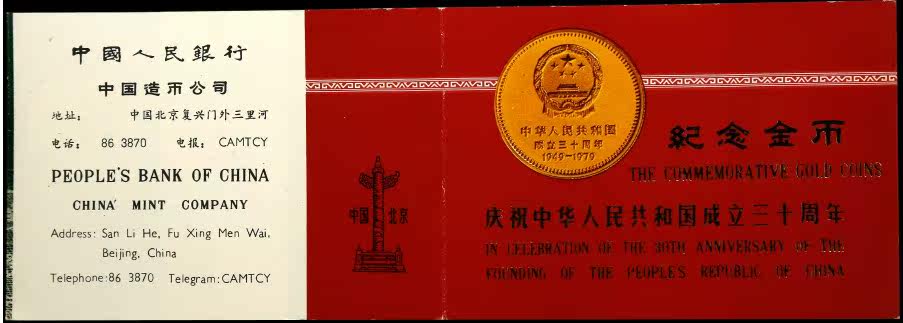 中國人民銀行
中国造币公司
地址： 中国北京复兴门外三里河
电话： 86 3870 电报： CAMTCY
PEOPLE'S BANK OF CHINA
CHINA' MINT COMPANY
Address: San Li He, Fu Xing Men Wai,
Beijing, China
Telephone: 86 3870 Telegram: CAMTCY
中国 北京
中华人民共和国
成立三十周年
1949-1979
紀念金币
THE COMMEMORATIVE GOLD COINS
庆祝中华人民共和国成立三十周年
IN CELEBRATION OF THE 30TH ANNIVERSARY OF THE
FOUNDING OF THE PEOPLE'S REPUBLIC OF CHINA